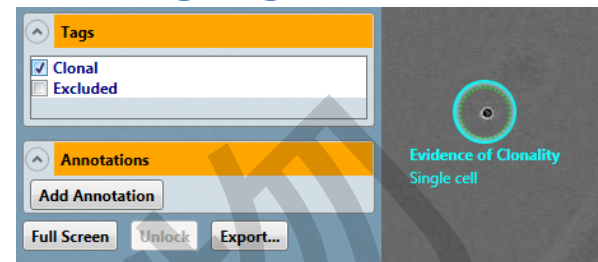 Tags
Clonal
Excluded
Annotations
Add Annotation
Full Screen
Unlock
Export...
Evidence of Clonality
Single cell